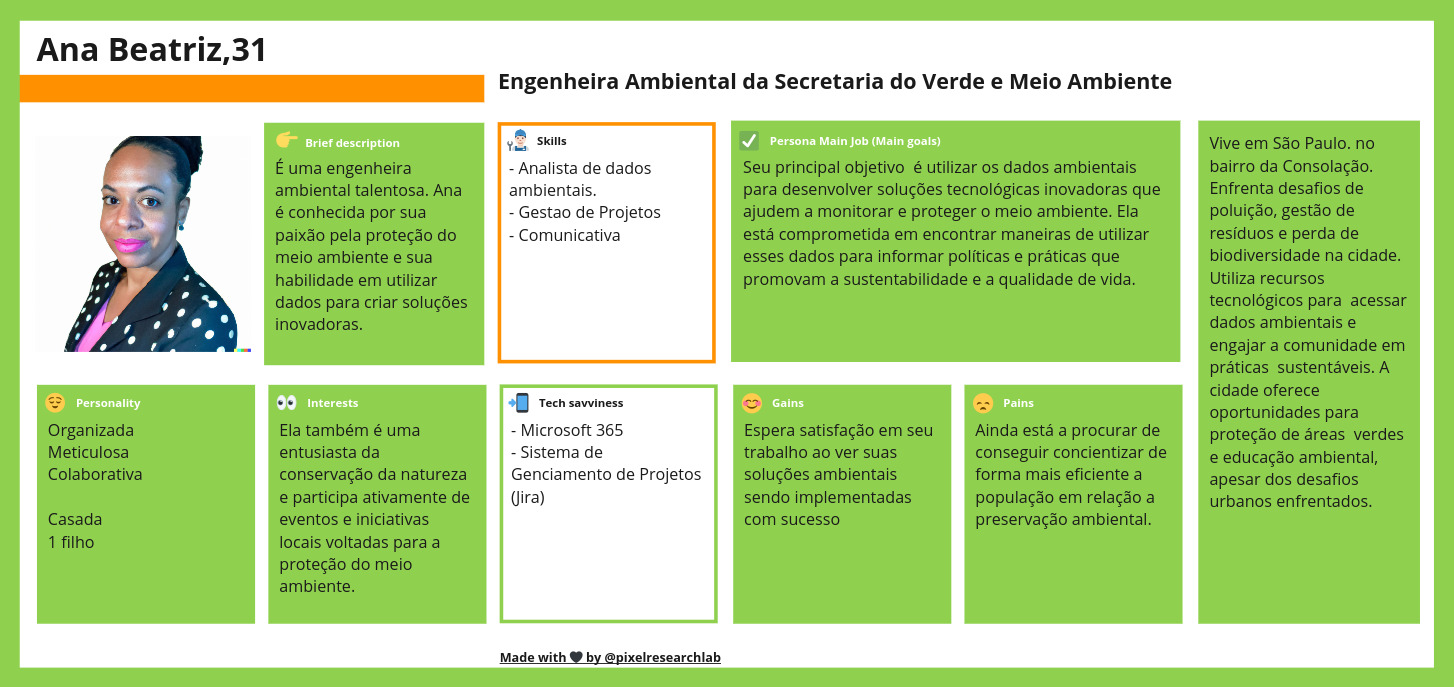 Ana Beatriz,31
Engenheira Ambiental da Secretaria do Verde e Meio Ambiente
Brief description
É uma engenheira
ambiental talentosa. Ana
é conhecida por sua
paixão pela proteção do
meio ambiente e sua
habilidade em utilizar
dados para criar soluções
inovadoras.
Skills
- Analista de dados
ambientais.
- Gestao de Projetos
- Comunicativa
Persona Main Job (Main goals)
Seu principal objetivo  é utilizar os dados ambientais
para desenvolver soluções tecnológicas inovadoras que
ajudem a monitorar e proteger o meio ambiente. Ela
está comprometida em encontrar maneiras de utilizar
esses dados para informar políticas e práticas que
promovam a sustentabilidade e a qualidade de vida.
Vive em São Paulo. no
bairro da Consolação.
Enfrenta desafios de
poluição, gestão de
resíduos e perda de
biodiversidade na cidade.
Utiliza recursos
tecnológicos para  acessar
dados ambientais e
engajar a comunidade em
práticas  sustentáveis. A
cidade oferece
oportunidades para
proteção de áreas  verdes
e educação ambiental,
apesar dos desafios
urbanos enfrentados.
Personality
Organizada
Meticulosa
Colaborativa
Casada
1 filho
Interests
Ela também é uma
entusiasta da
conservação da natureza
e participa ativamente de
eventos e iniciativas
locais voltadas para a
proteção do meio
ambiente.
Tech savviness
- Microsoft 365
- Sistema de
Genciamento de Projetos
(Jira)
Gains
Espera satisfação em seu
trabalho ao ver suas
soluções ambientais
sendo implementadas
com sucesso
Pains
Ainda está a procurar de
conseguir concientizar de
forma mais eficiente a
população em relação a
preservação ambiental.
Made with 🖤 by @pixelresearchlab